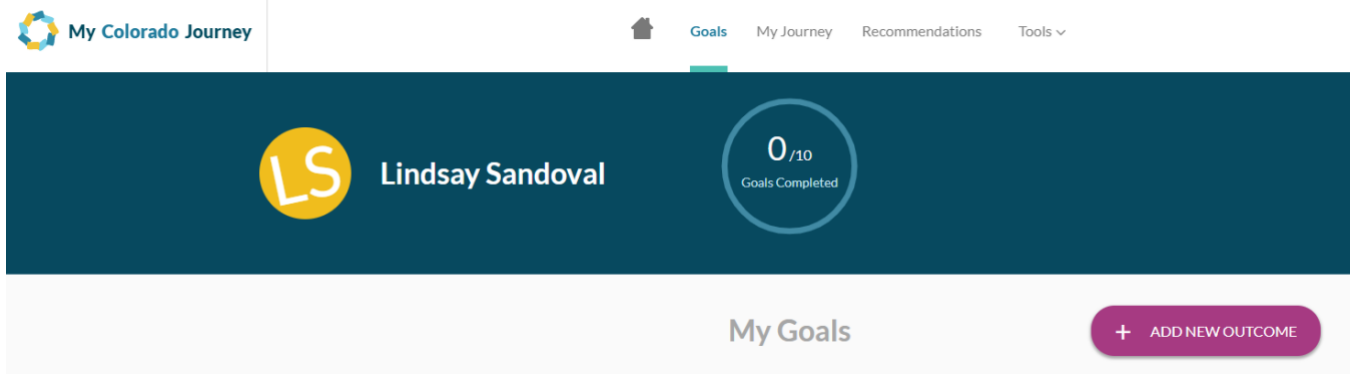 My Colorado Journey
Goals My Journey Recommendations Tools
LS
Lindsay Sandoval
0/10
Goals Completed
My Goals
+ ADD NEW OUTCOME